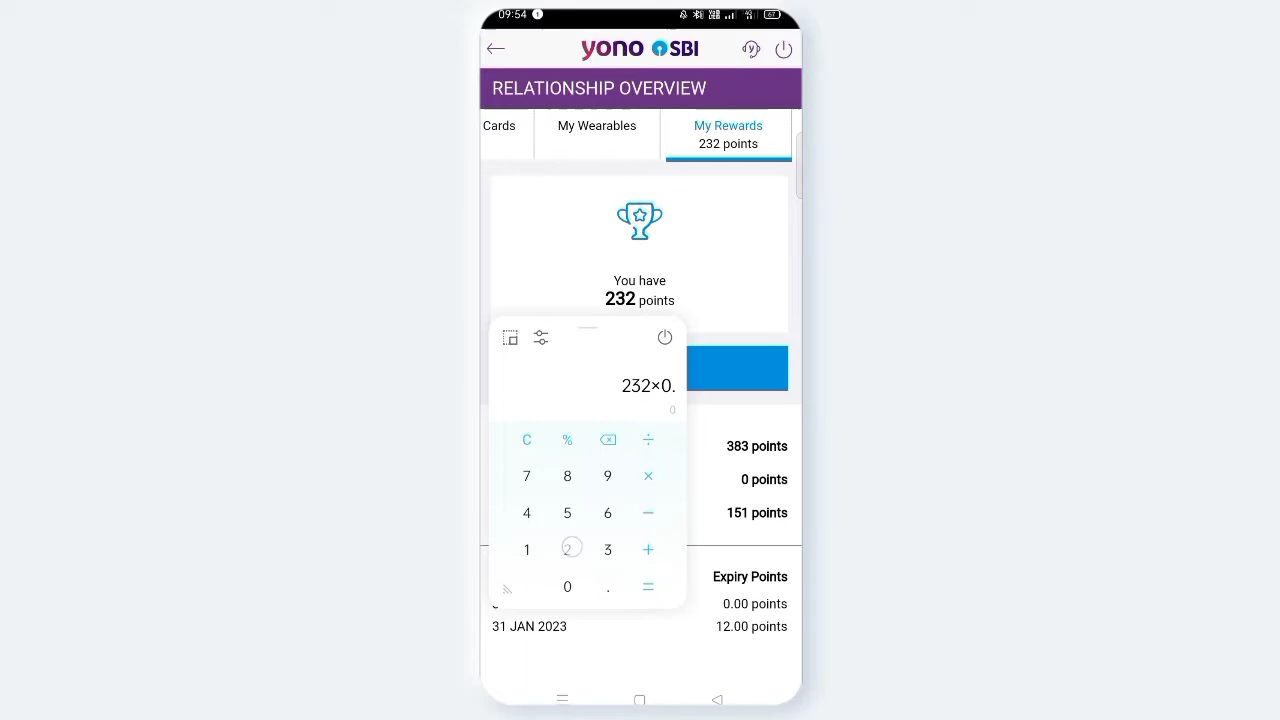 09:54
yono SBI
RELATIONSHIP OVERVIEW
Cards
My Wearables
My Rewards
232 points
You have
232 points
232×0.
0
C % ÷
7 8 9 ×
4 5 6 −
1 2 3 +
0 . =
383 points
0 points
151 points
Expiry Points
0.00 points
31 JAN 2023 12.00 points